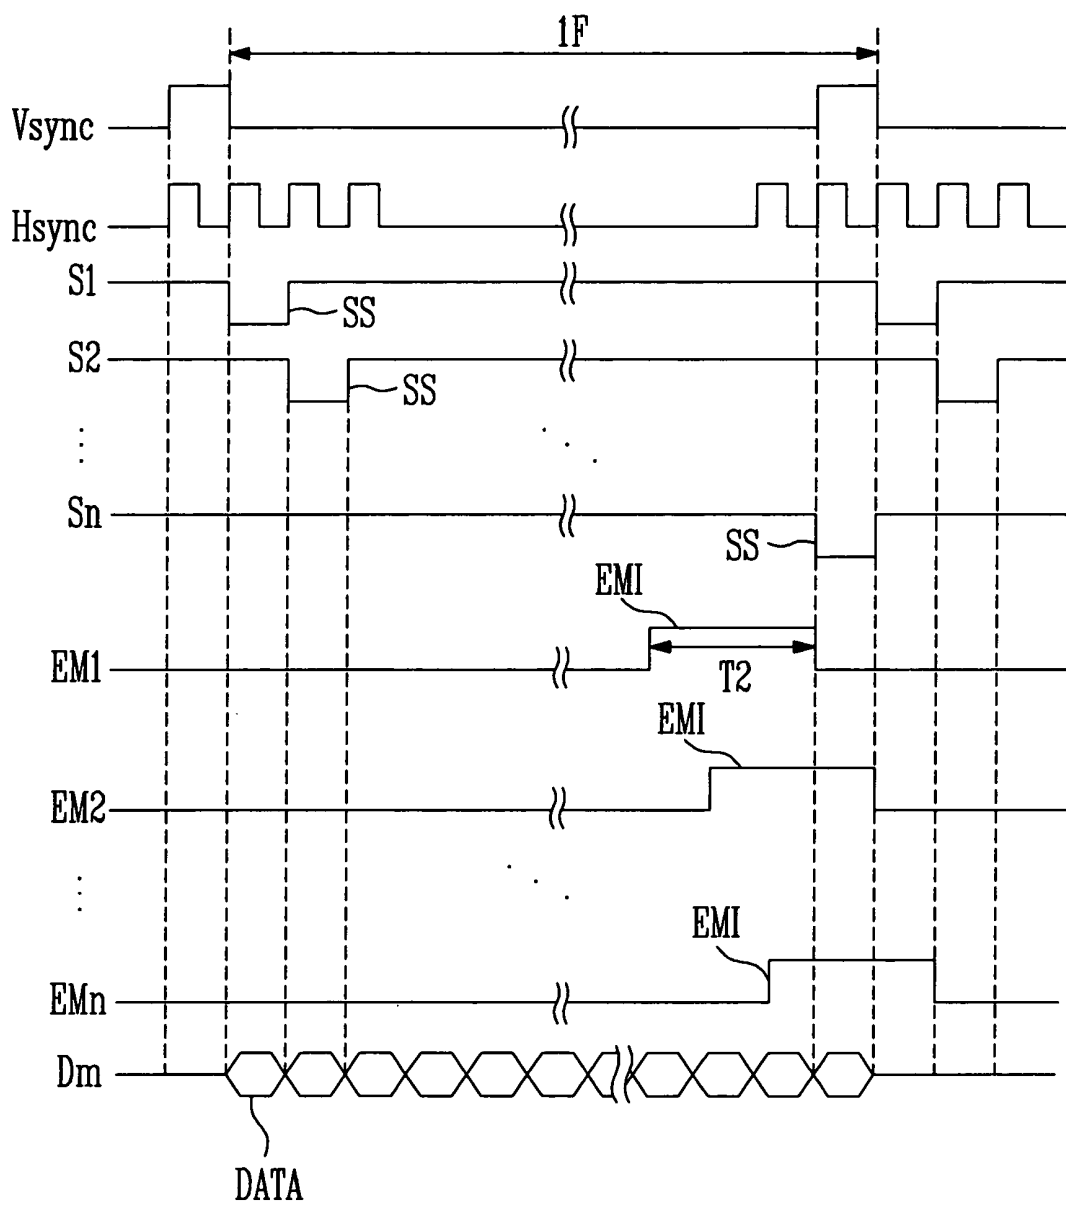 1F
Vsync
Hsync
S1
SS
S2
SS
Sn
SS
EMI
EM1
T2
EMI
EM2
EMI
EMn
Dm
DATA